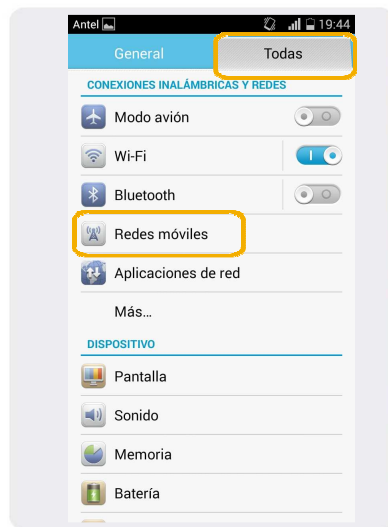 Antel 19:44
General Todas
CONEXIONES INALÁMBRICAS Y REDES
Modo avión
Wi-Fi
Bluetooth
Redes móviles
Aplicaciones de red
Más...
DISPOSITIVO
Pantalla
Sonido
Memoria
Batería